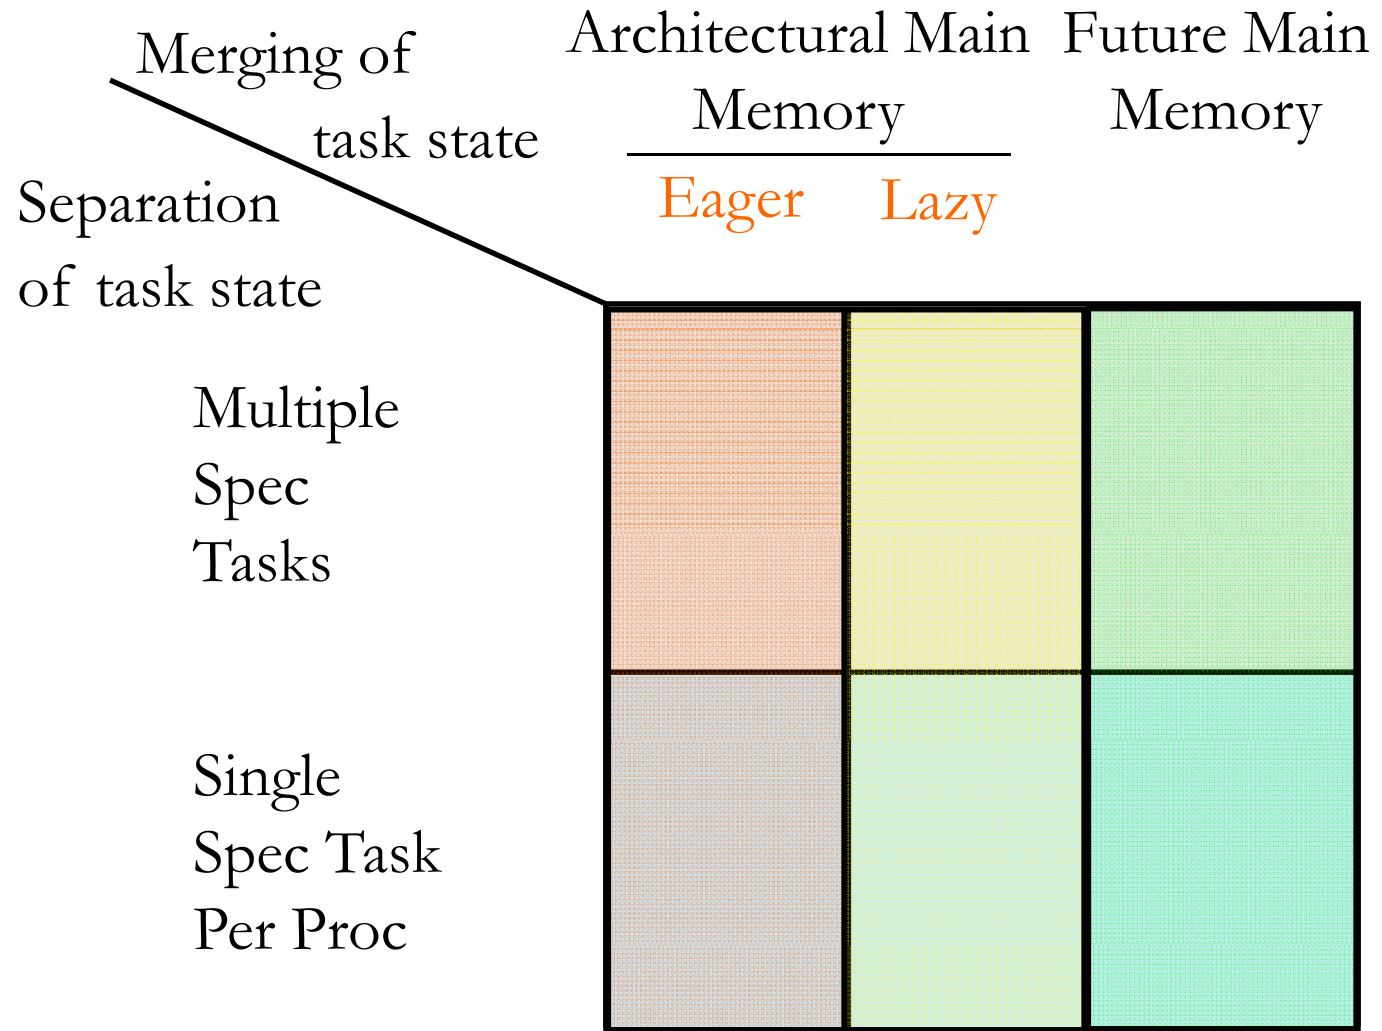 Merging of
task state
Architectural Main
Memory
Future Main
Memory
Eager
Lazy
Separation
of task state
Multiple
Spec
Tasks
Single
Spec Task
Per Proc